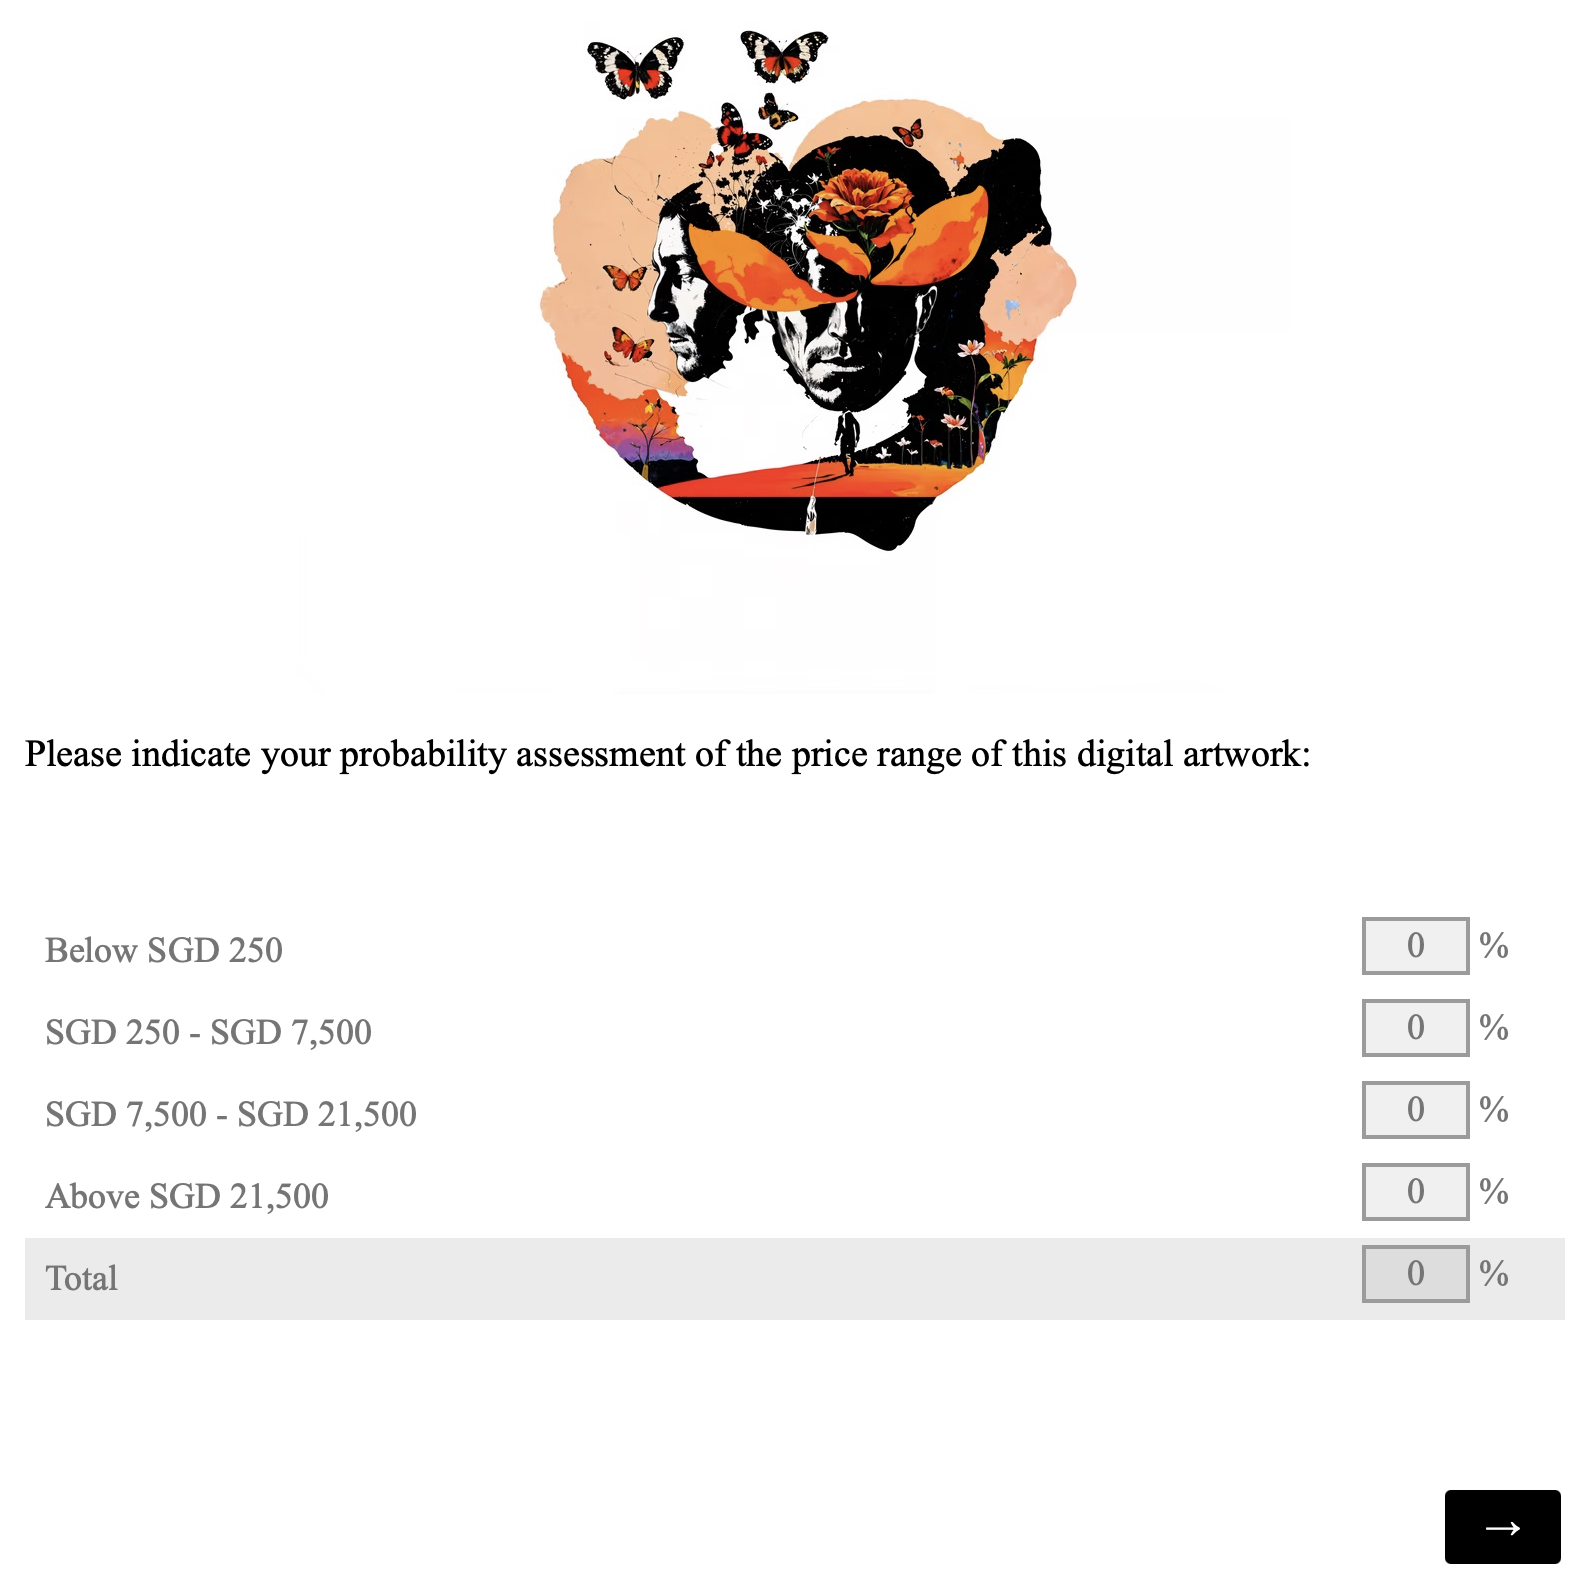 Please indicate your probability assessment of the price range of this digital artwork:
Below SGD 250 0 %
SGD 250 - SGD 7,500 0 %
SGD 7,500 - SGD 21,500 0 %
Above SGD 21,500 0 %
Total 0 %
→